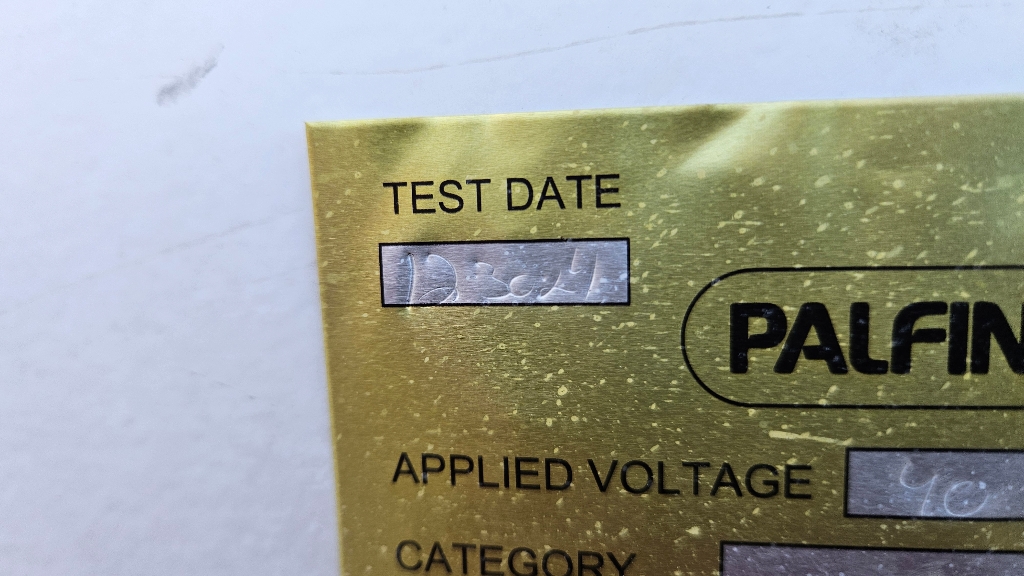 TEST DATE
PALFIN
APPLIED VOLTAGE
40
CATEGORY